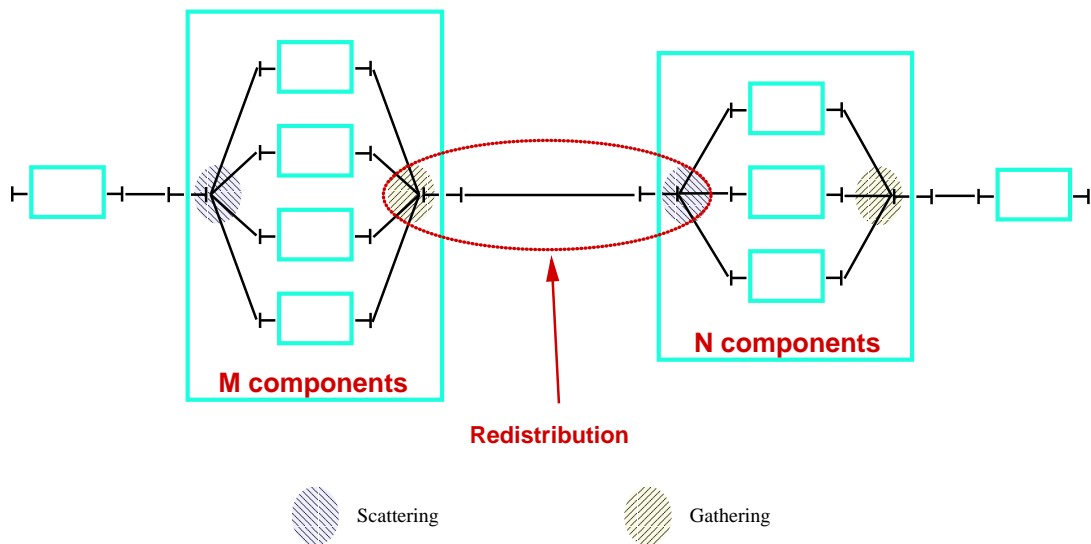 N components
M components
Redistribution
Scattering
Gathering